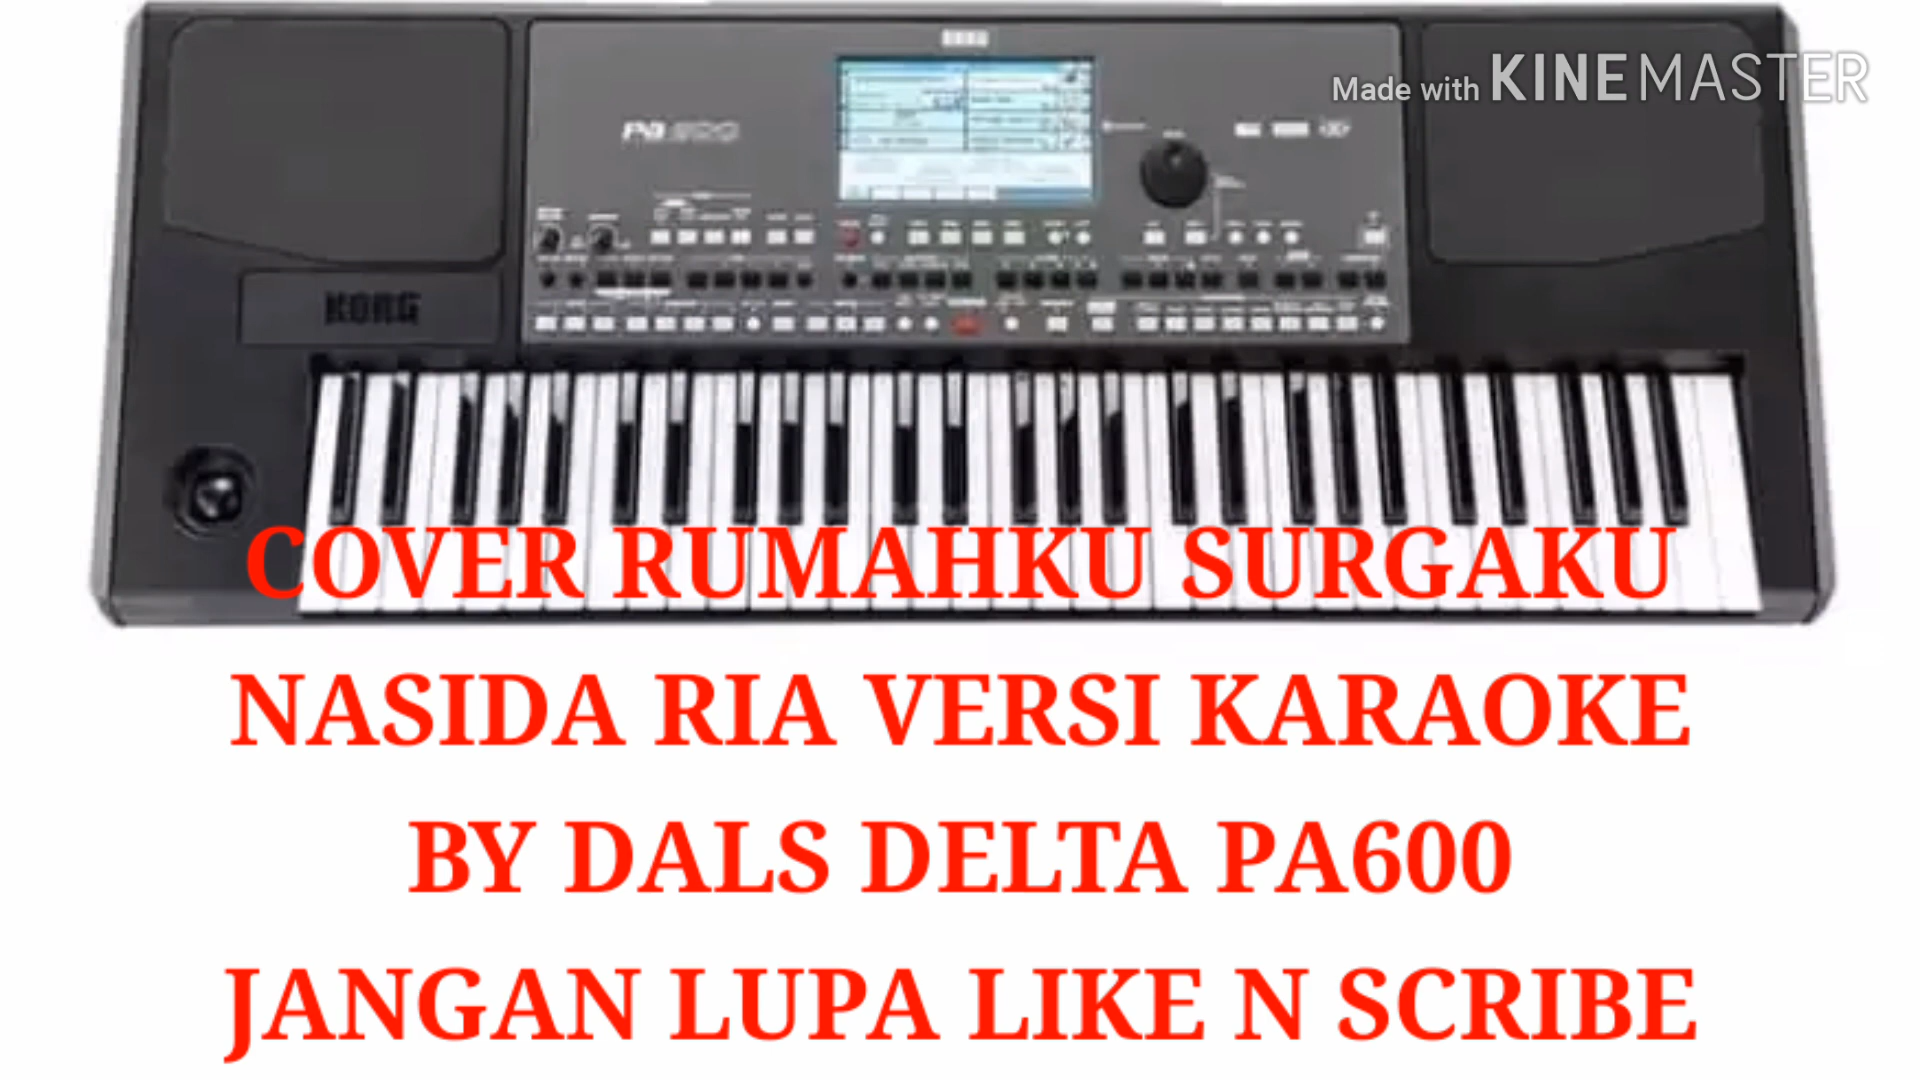 Made with KINEMASTER
KORG
COVER RUMAHKU SURGAKU
NASIDA RIA VERSI KARAOKE
BY DALS DELTA PA600
JANGAN LUPA LIKE N SCRIBE